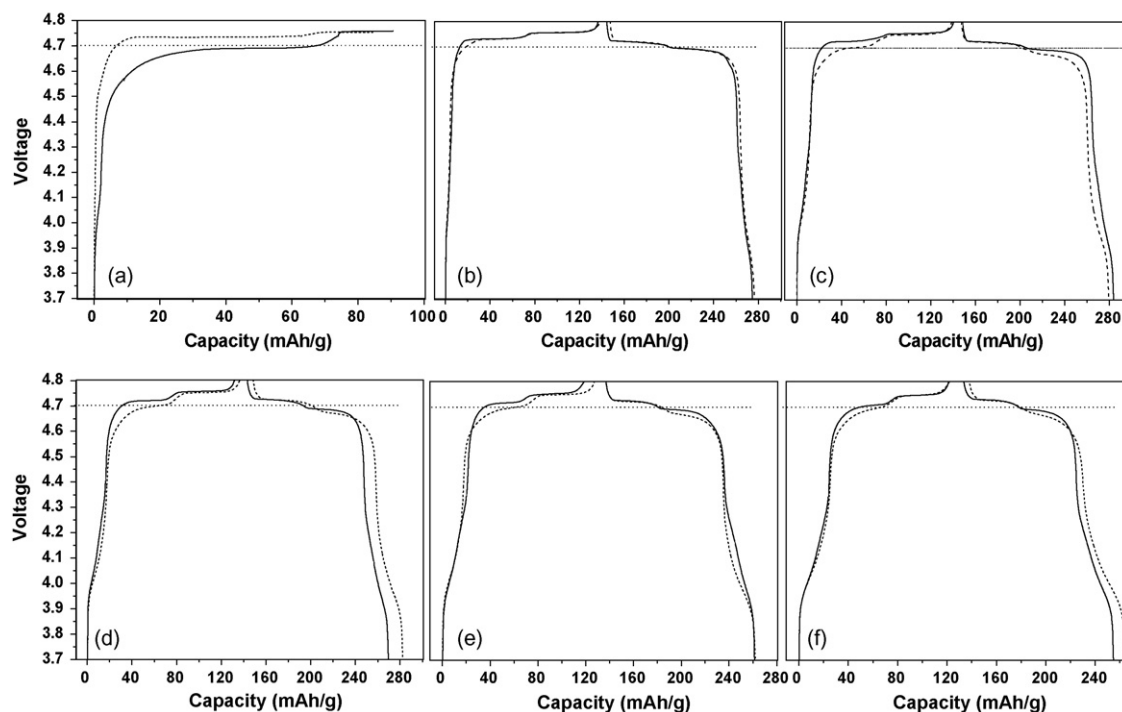 4.8
4.7
4.6
4.5
4.4
4.3
4.2
4.1
4.0
3.9
3.8
3.7
Voltage
(a)
(b)
(c)
0 20 40 60 80 100
0 40 80 120 160 200 240 280
0 40 80 120 160 200 240 280
Capacity (mAh/g)
Capacity (mAh/g)
Capacity (mAh/g)
4.8
4.7
4.6
4.5
4.4
4.3
4.2
4.1
4.0
3.9
3.8
3.7
Voltage
(d)
(e)
(f)
0 40 80 120 160 200 240 280
0 40 80 120 160 200 240 280
0 40 80 120 160 200 240
Capacity (mAh/g)
Capacity (mAh/g)
Capacity (mAh/g)